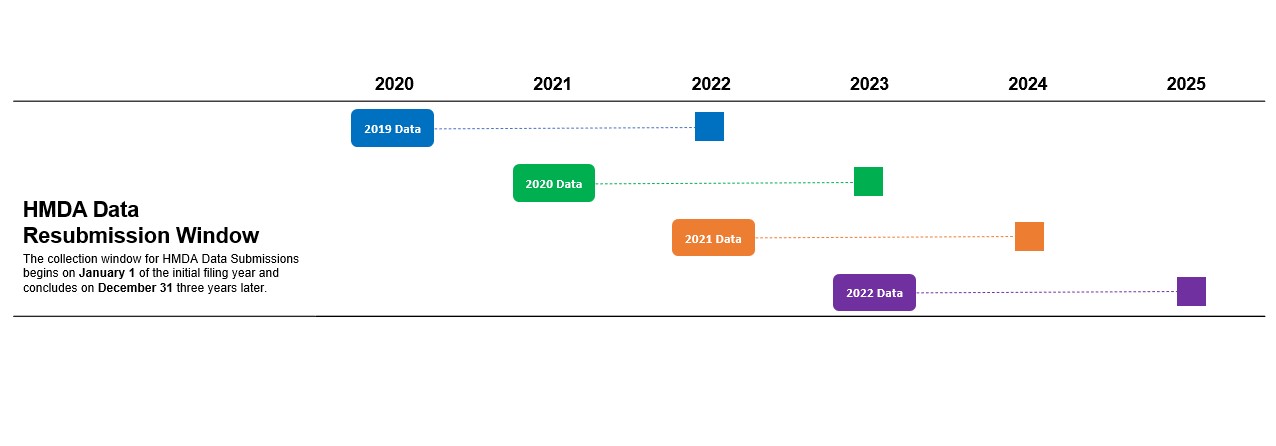 2020 2021 2022 2023 2024 2025
2019 Data
2020 Data
HMDA Data
Resubmission Window
The collection window for HMDA Data Submissions
begins on January 1 of the initial filing year and
concludes on December 31 three years later.
2021 Data
2022 Data